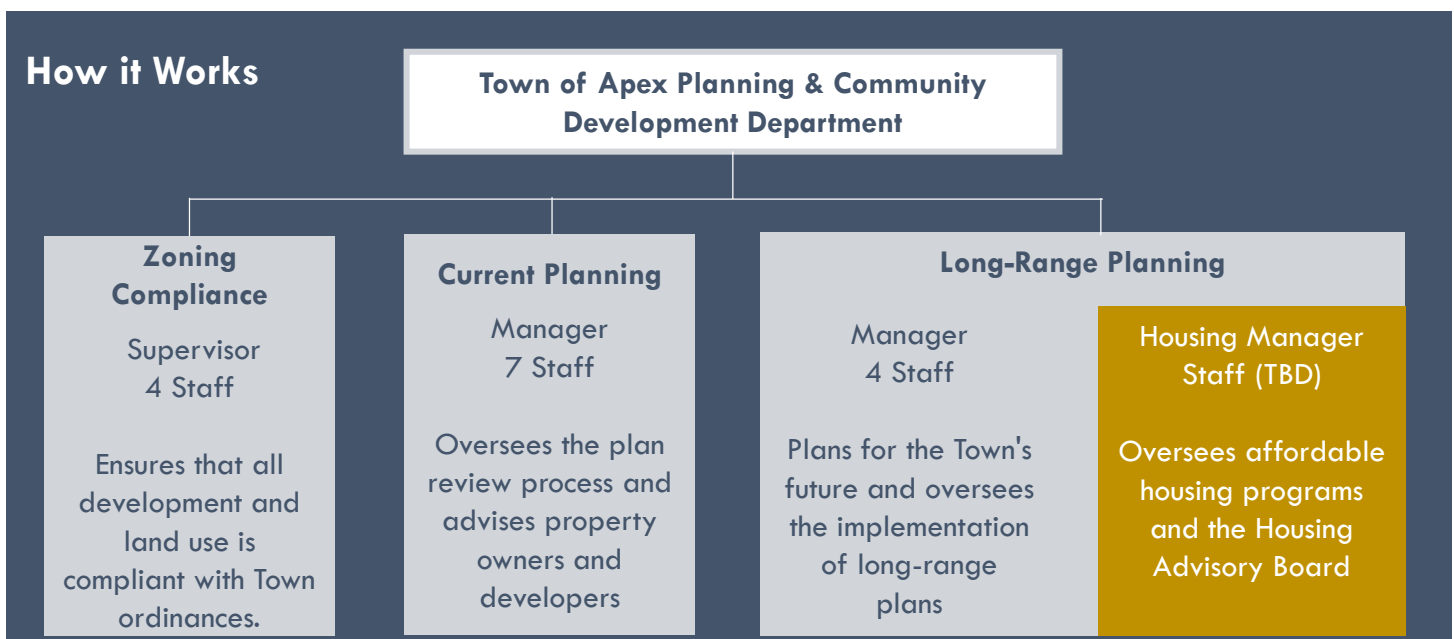 How it Works
Town of Apex Planning & Community
Development Department
Zoning
Compliance
Supervisor
4 Staff
Ensures that all
development and
land use is
compliant with Town
ordinances.
Current Planning
Manager
7 Staff
Oversees the plan
review process and
advises property
owners and
developers
Long-Range Planning
Manager
4 Staff
Plans for the Town's
future and oversees
the implementation
of long-range
plans
Housing Manager
Staff (TBD)
Oversees affordable
housing programs
and the Housing
Advisory Board